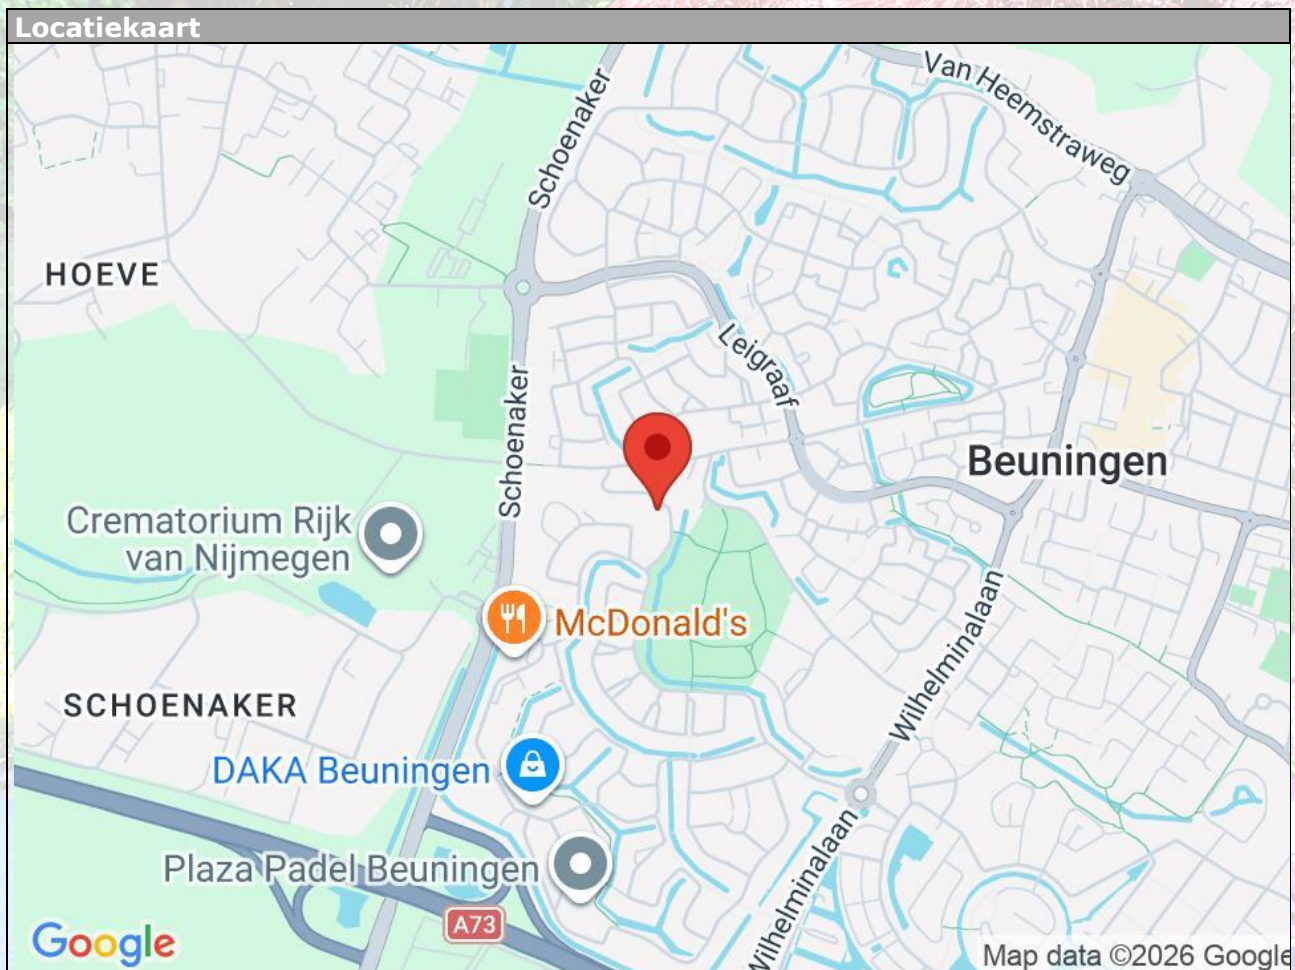 Locatiekaart
Van Heemstraweg
Schoenaker
HOEVE
Leigraaf
Schoenaker
Beuningen
Crematorium Rijk
van Nijmegen
McDonald's
Wilhelminalaan
SCHOENAKER
DAKA Beuningen
Wilhelminalaan
Plaza Padel Beuningen
A73
Google
Map data ©2026 Google